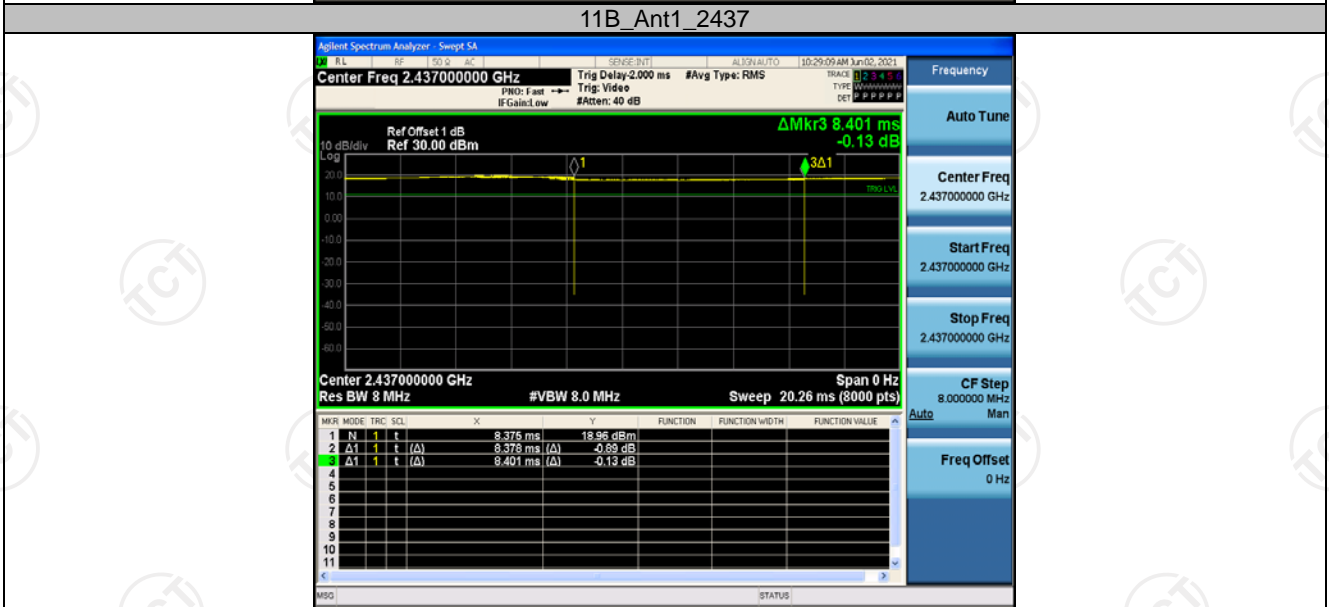 11B_Ant1_2437
Agilent Spectrum Analyzer - Swept SA
RL RF 50 Ω AC SENSE:INT ALIGNAUTO 10:29:09 AM Jun 02, 2021
Center Freq 2.437000000 GHz
PNO: Fast
IFGain:Low
Trig Delay-2.000 ms
Trig: Video
#Atten: 40 dB
#Avg Type: RMS
TRACE 1 2 3 4 5 6
TYPE WWWWWW
DET P P P P P P
ΔMkr3 8.401 ms
-0.13 dB
Ref Offset 1 dB
10 dB/div Ref 30.00 dBm
Log
1
3Δ1
TRIG LVL
20.0
10.0
0.00
-10.0
-20.0
-30.0
-40.0
-50.0
-60.0
Center 2.437000000 GHz Span 0 Hz
Res BW 8 MHz #VBW 8.0 MHz Sweep 20.26 ms (8000 pts)
MKR MODE TRC SCL X Y FUNCTION FUNCTION WIDTH FUNCTION VALUE
1 N 1 t 8.375 ms 18.96 dBm
2 Δ1 1 t (Δ) 8.378 ms (Δ) -0.89 dB
3 Δ1 1 t (Δ) 8.401 ms (Δ) -0.13 dB
4
5
6
7
8
9
10
11
MSG STATUS
Frequency
Auto Tune
Center Freq
2.437000000 GHz
Start Freq
2.437000000 GHz
Stop Freq
2.437000000 GHz
CF Step
8.000000 MHz
Auto Man
Freq Offset
0 Hz
TCT
TCT